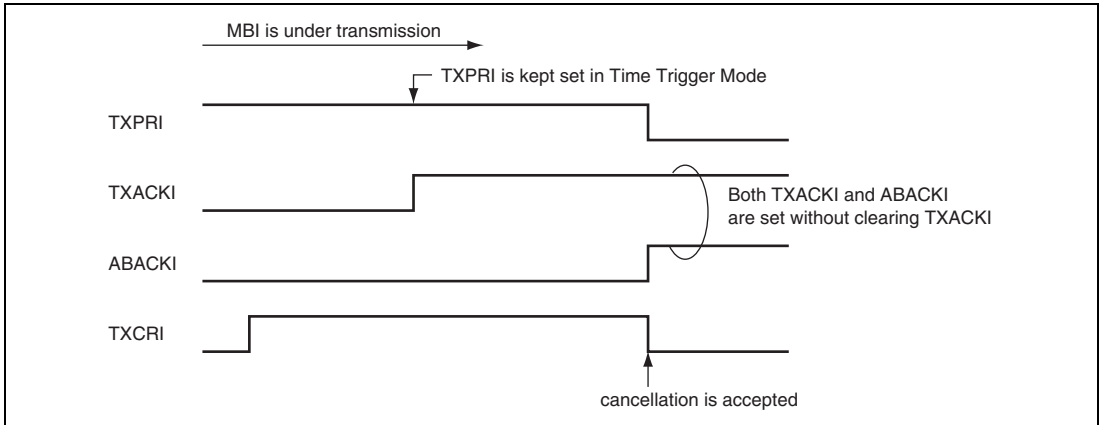 MBI is under transmission
TXPRI is kept set in Time Trigger Mode
TXPRI
TXACKI
Both TXACKI and ABACKI
are set without clearing TXACKI
ABACKI
TXCRI
cancellation is accepted